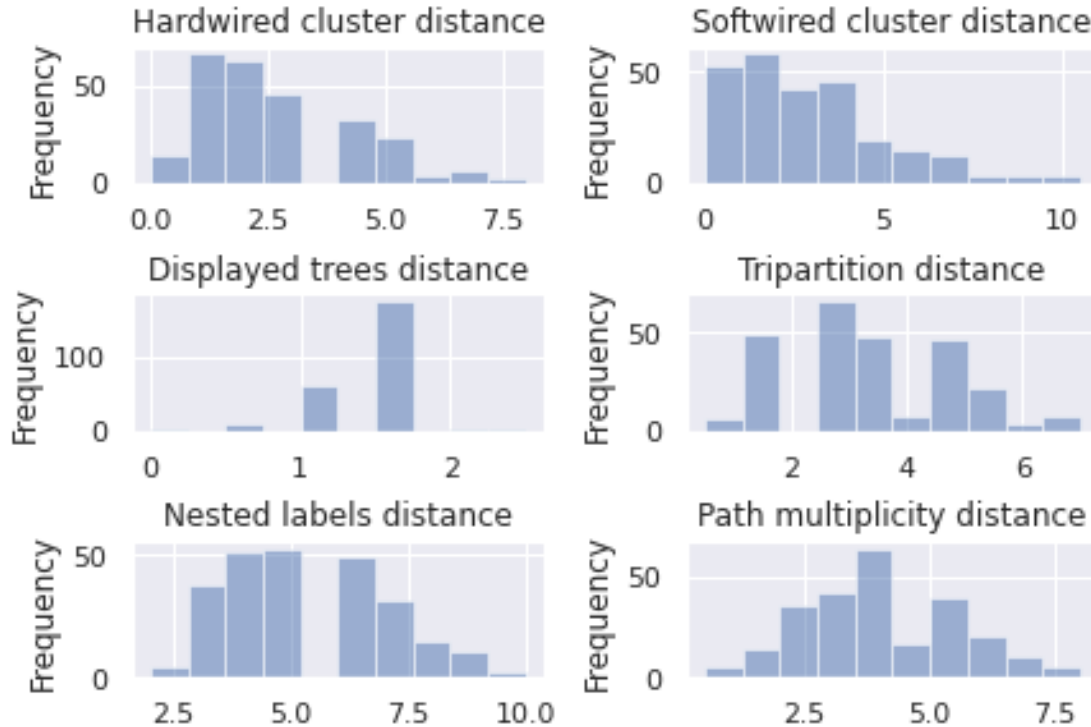 Hardwired cluster distance
Frequency
50
0
0.0 2.5 5.0 7.5
Softwired cluster distance
Frequency
50
0
0 5 10
Displayed trees distance
Frequency
100
0
0 1 2
Tripartition distance
Frequency
50
0
2 4 6
Nested labels distance
Frequency
50
0
2.5 5.0 7.5 10.0
Path multiplicity distance
Frequency
50
0
2.5 5.0 7.5